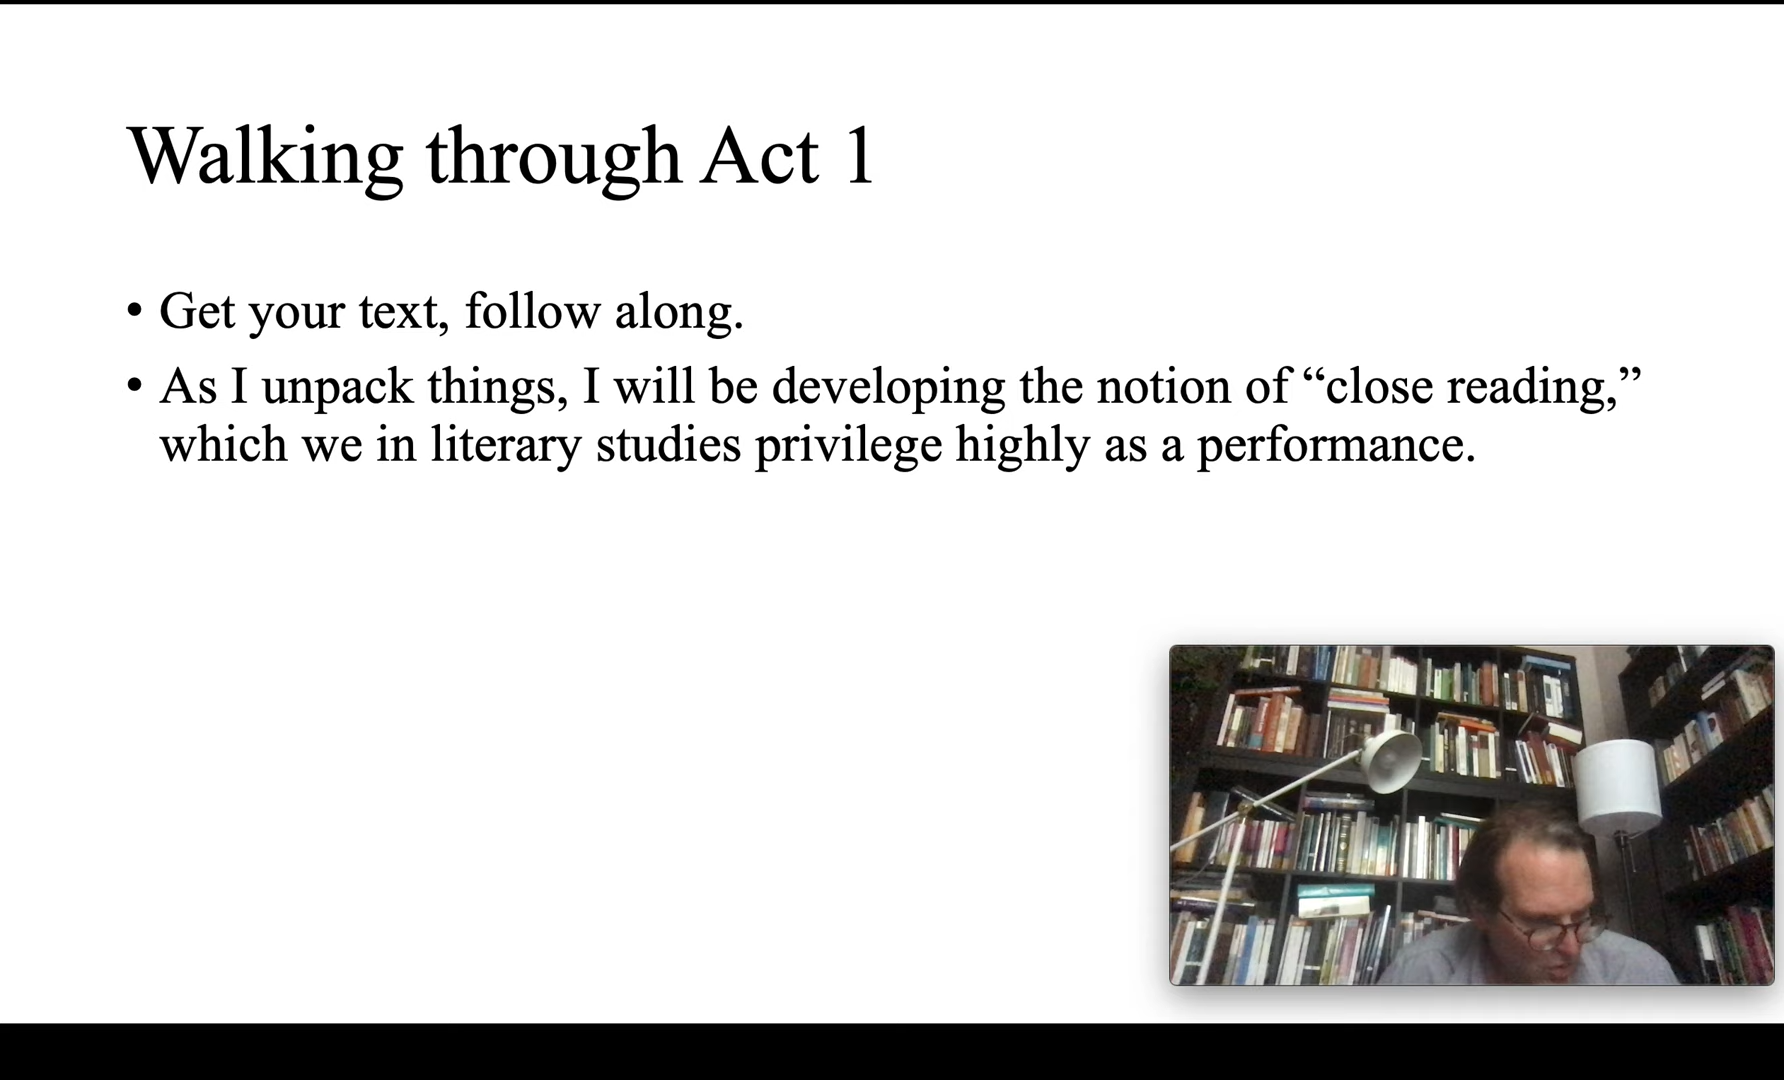 Walking through Act 1
• Get your text, follow along.
• As I unpack things, I will be developing the notion of “close reading,”
which we in literary studies privilege highly as a performance.